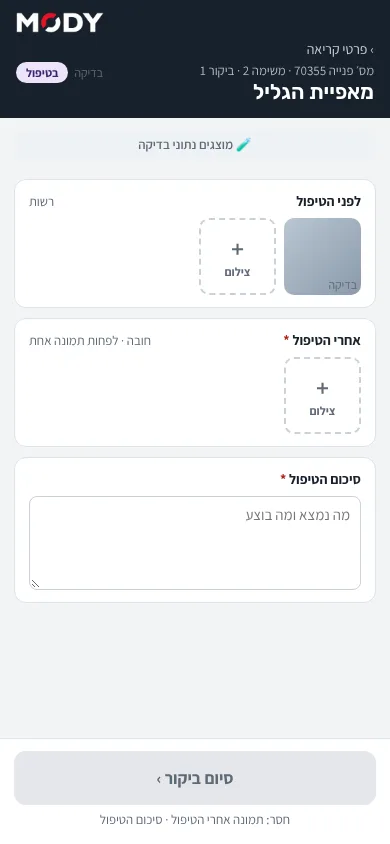 MODY
‹ פרטי קריאה
מס׳ פנייה 70355 · משימה 2 · ביקור 1
בדיקה
בטיפול
מאפיית הגליל
🧪 מוצגים נתוני בדיקה
לפני הטיפול
רשות
בדיקה
+
צילום
אחרי הטיפול *
חובה · לפחות תמונה אחת
+
צילום
סיכום הטיפול *
מה נמצא ומה בוצע
סיום ביקור ‹
חסר: תמונה אחרי הטיפול · סיכום הטיפול